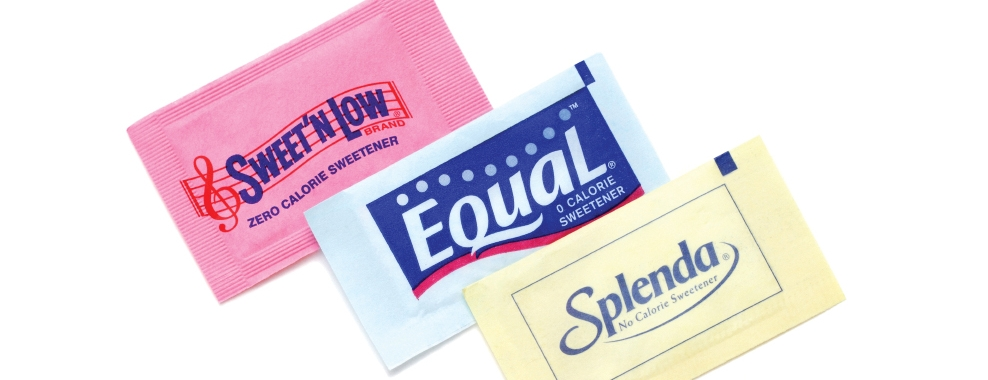 SWEET'N LOW®
BRAND
ZERO CALORIE SWEETENER
EQUAL®™
0 CALORIE
SWEETENER
Splenda®
No Calorie Sweetener